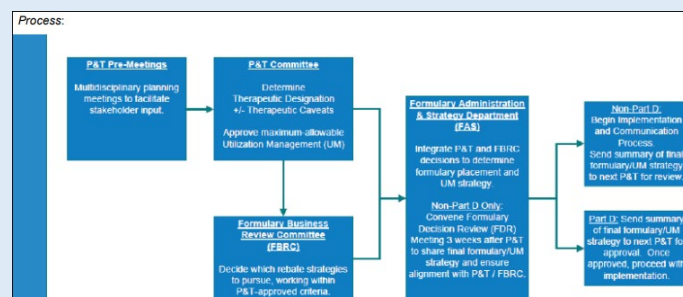 Process:
P&T Pre-Meetings
Multidisciplinary planning
meetings to facilitate
stakeholder input.
P&T Committee
Determine
Therapeutic Designation
+/- Therapeutic Caveats
Approve maximum-allowable
Utilization Management (UM)
Formulary Business
Review Committee
(FBRC)
Decide which rebate strategies
to pursue, working within
P&T-approved criteria.
Formulary Administration
& Strategy Department
(FAS)
Integrate P&T and FBRC
decisions to determine
formulary placement and
UM strategy.
Non-Part D Only:
Convene Formulary
Decision Review (FDR)
Meeting 3 weeks after P&T
to share final formulary/UM
strategy and ensure
alignment with P&T / FBRC.
Non-Part D:
Begin Implementation
and Communication
Process.
Send summary of final
formulary/UM strategy
to next P&T for review.
Part D: Send summary
of final formulary/UM
strategy to next P&T for
approval. Once
approved, proceed with
implementation.